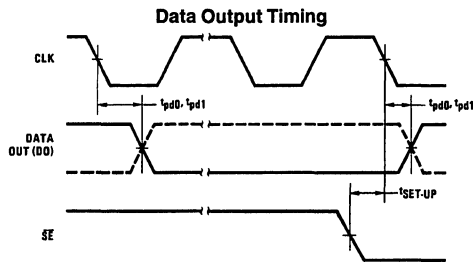 Data Output Timing
CLK
tpd0, tpd1
tpd0, tpd1
DATA
OUT (DO)
tSET-UP
SE